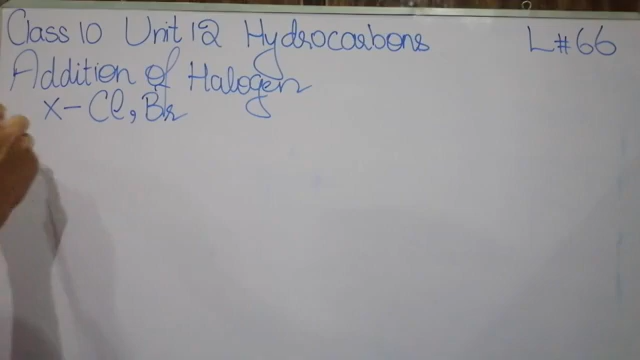 Class 10 Unit 12 Hydrocarbons L#66
Addition of Halogen
X - Cl, Br